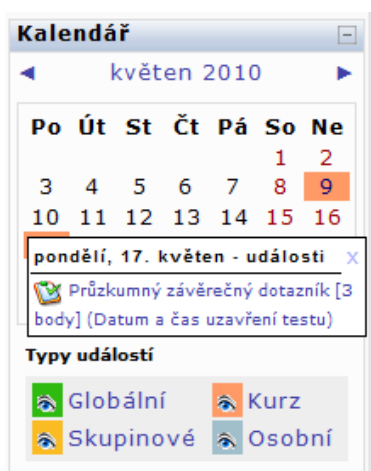 Kalendář
◄ květen 2010 ►
Po Út St Čt Pá So Ne
1 2
3 4 5 6 7 8 9
10 11 12 13 14 15 16
pondělí, 17. květen - události x
Průzkumný závěrečný dotazník [3
body] (Datum a čas uzavření testu)
Typy událostí
Globální Kurz
Skupinové Osobní